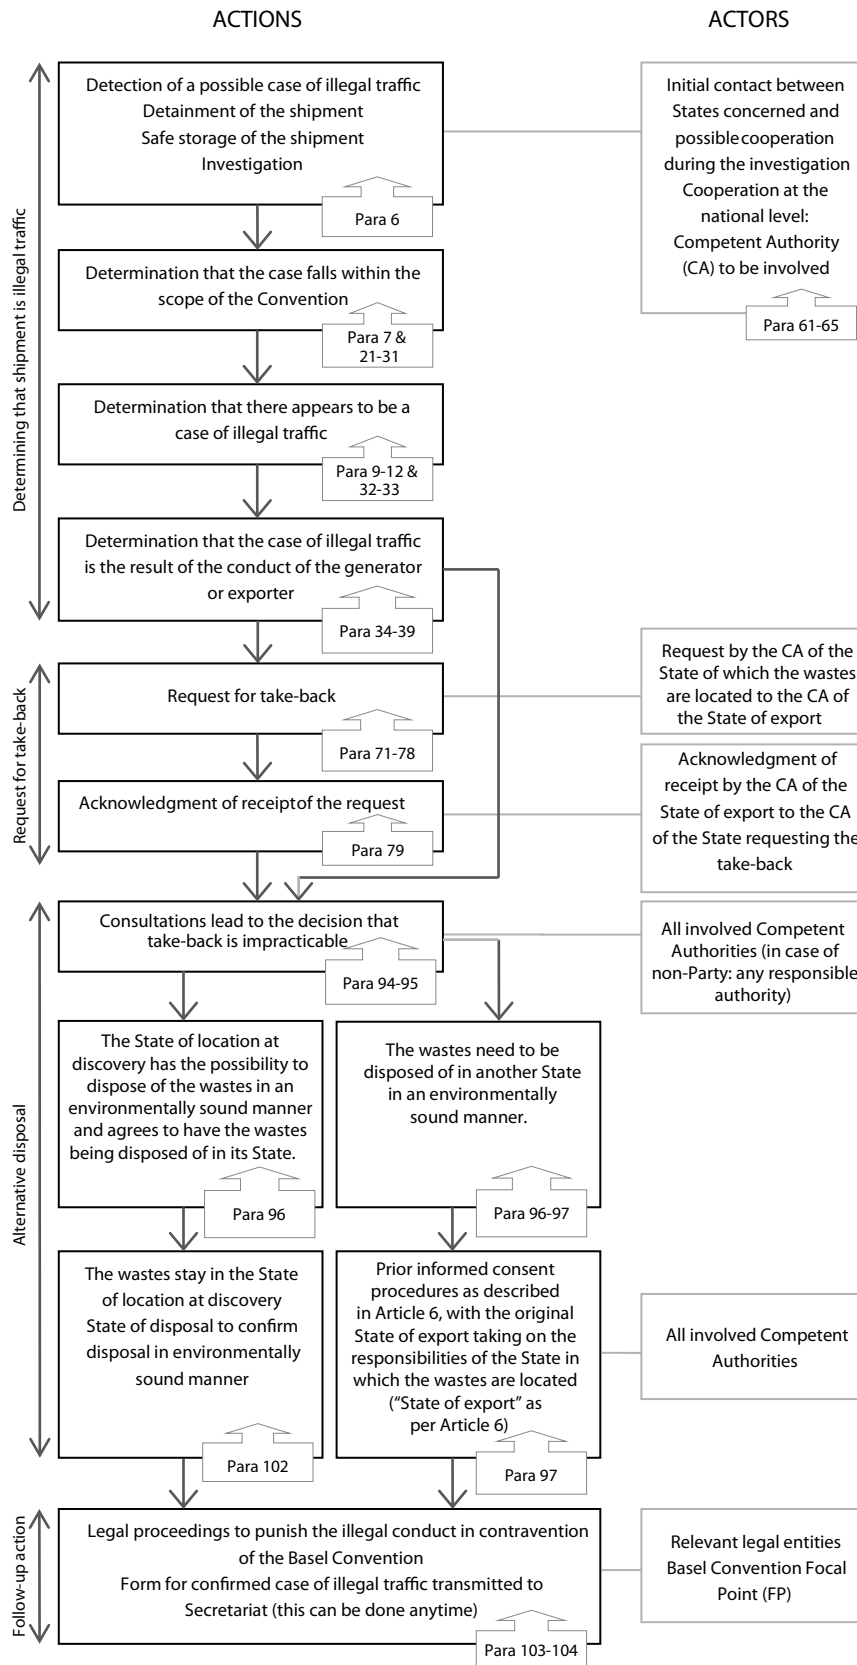 ACTIONS
ACTORS
Determining that shipment is illegal traffic
Detection of a possible case of illegal traffic
Detainment of the shipment
Safe storage of the shipment
Investigation
Para 6
Initial contact between
States concerned and
possible cooperation
during the investigation
Cooperation at the
national level:
Competent Authority
(CA) to be involved
Para 61-65
Determination that the case falls within the
scope of the Convention
Para 7 &
21-31
Determination that there appears to be a
case of illegal traffic
Para 9-12 &
32-33
Determination that the case of illegal traffic
is the result of the conduct of the generator
or exporter
Para 34-39
Request for take-back
Request for take-back
Para 71-78
Request by the CA of the
State of which the wastes
are located to the CA of
the State of export
Acknowledgment of receipt of the request
Para 79
Acknowledgment of
receipt by the CA of the
State of export to the CA
of the State requesting the
take-back
Alternative disposal
Consultations lead to the decision that
take-back is impracticable
Para 94-95
All involved Competent
Authorities (in case of
non-Party: any responsible
authority)
The State of location at
discovery has the possibility to
dispose of the wastes in an
environmentally sound manner
and agrees to have the wastes
being disposed of in its State.
Para 96
The wastes need to be
disposed of in another State
in an environmentally
sound manner.
Para 96-97
The wastes stay in the State
of location at discovery
State of disposal to confirm
disposal in environmentally
sound manner
Para 102
Prior informed consent
procedures as described
in Article 6, with the original
State of export taking on the
responsibilities of the State in
which the wastes are located
(“State of export” as
per Article 6)
Para 97
All involved Competent
Authorities
Follow-up action
Legal proceedings to punish the illegal conduct in contravention
of the Basel Convention
Form for confirmed case of illegal traffic transmitted to
Secretariat (this can be done anytime)
Para 103-104
Relevant legal entities
Basel Convention Focal
Point (FP)